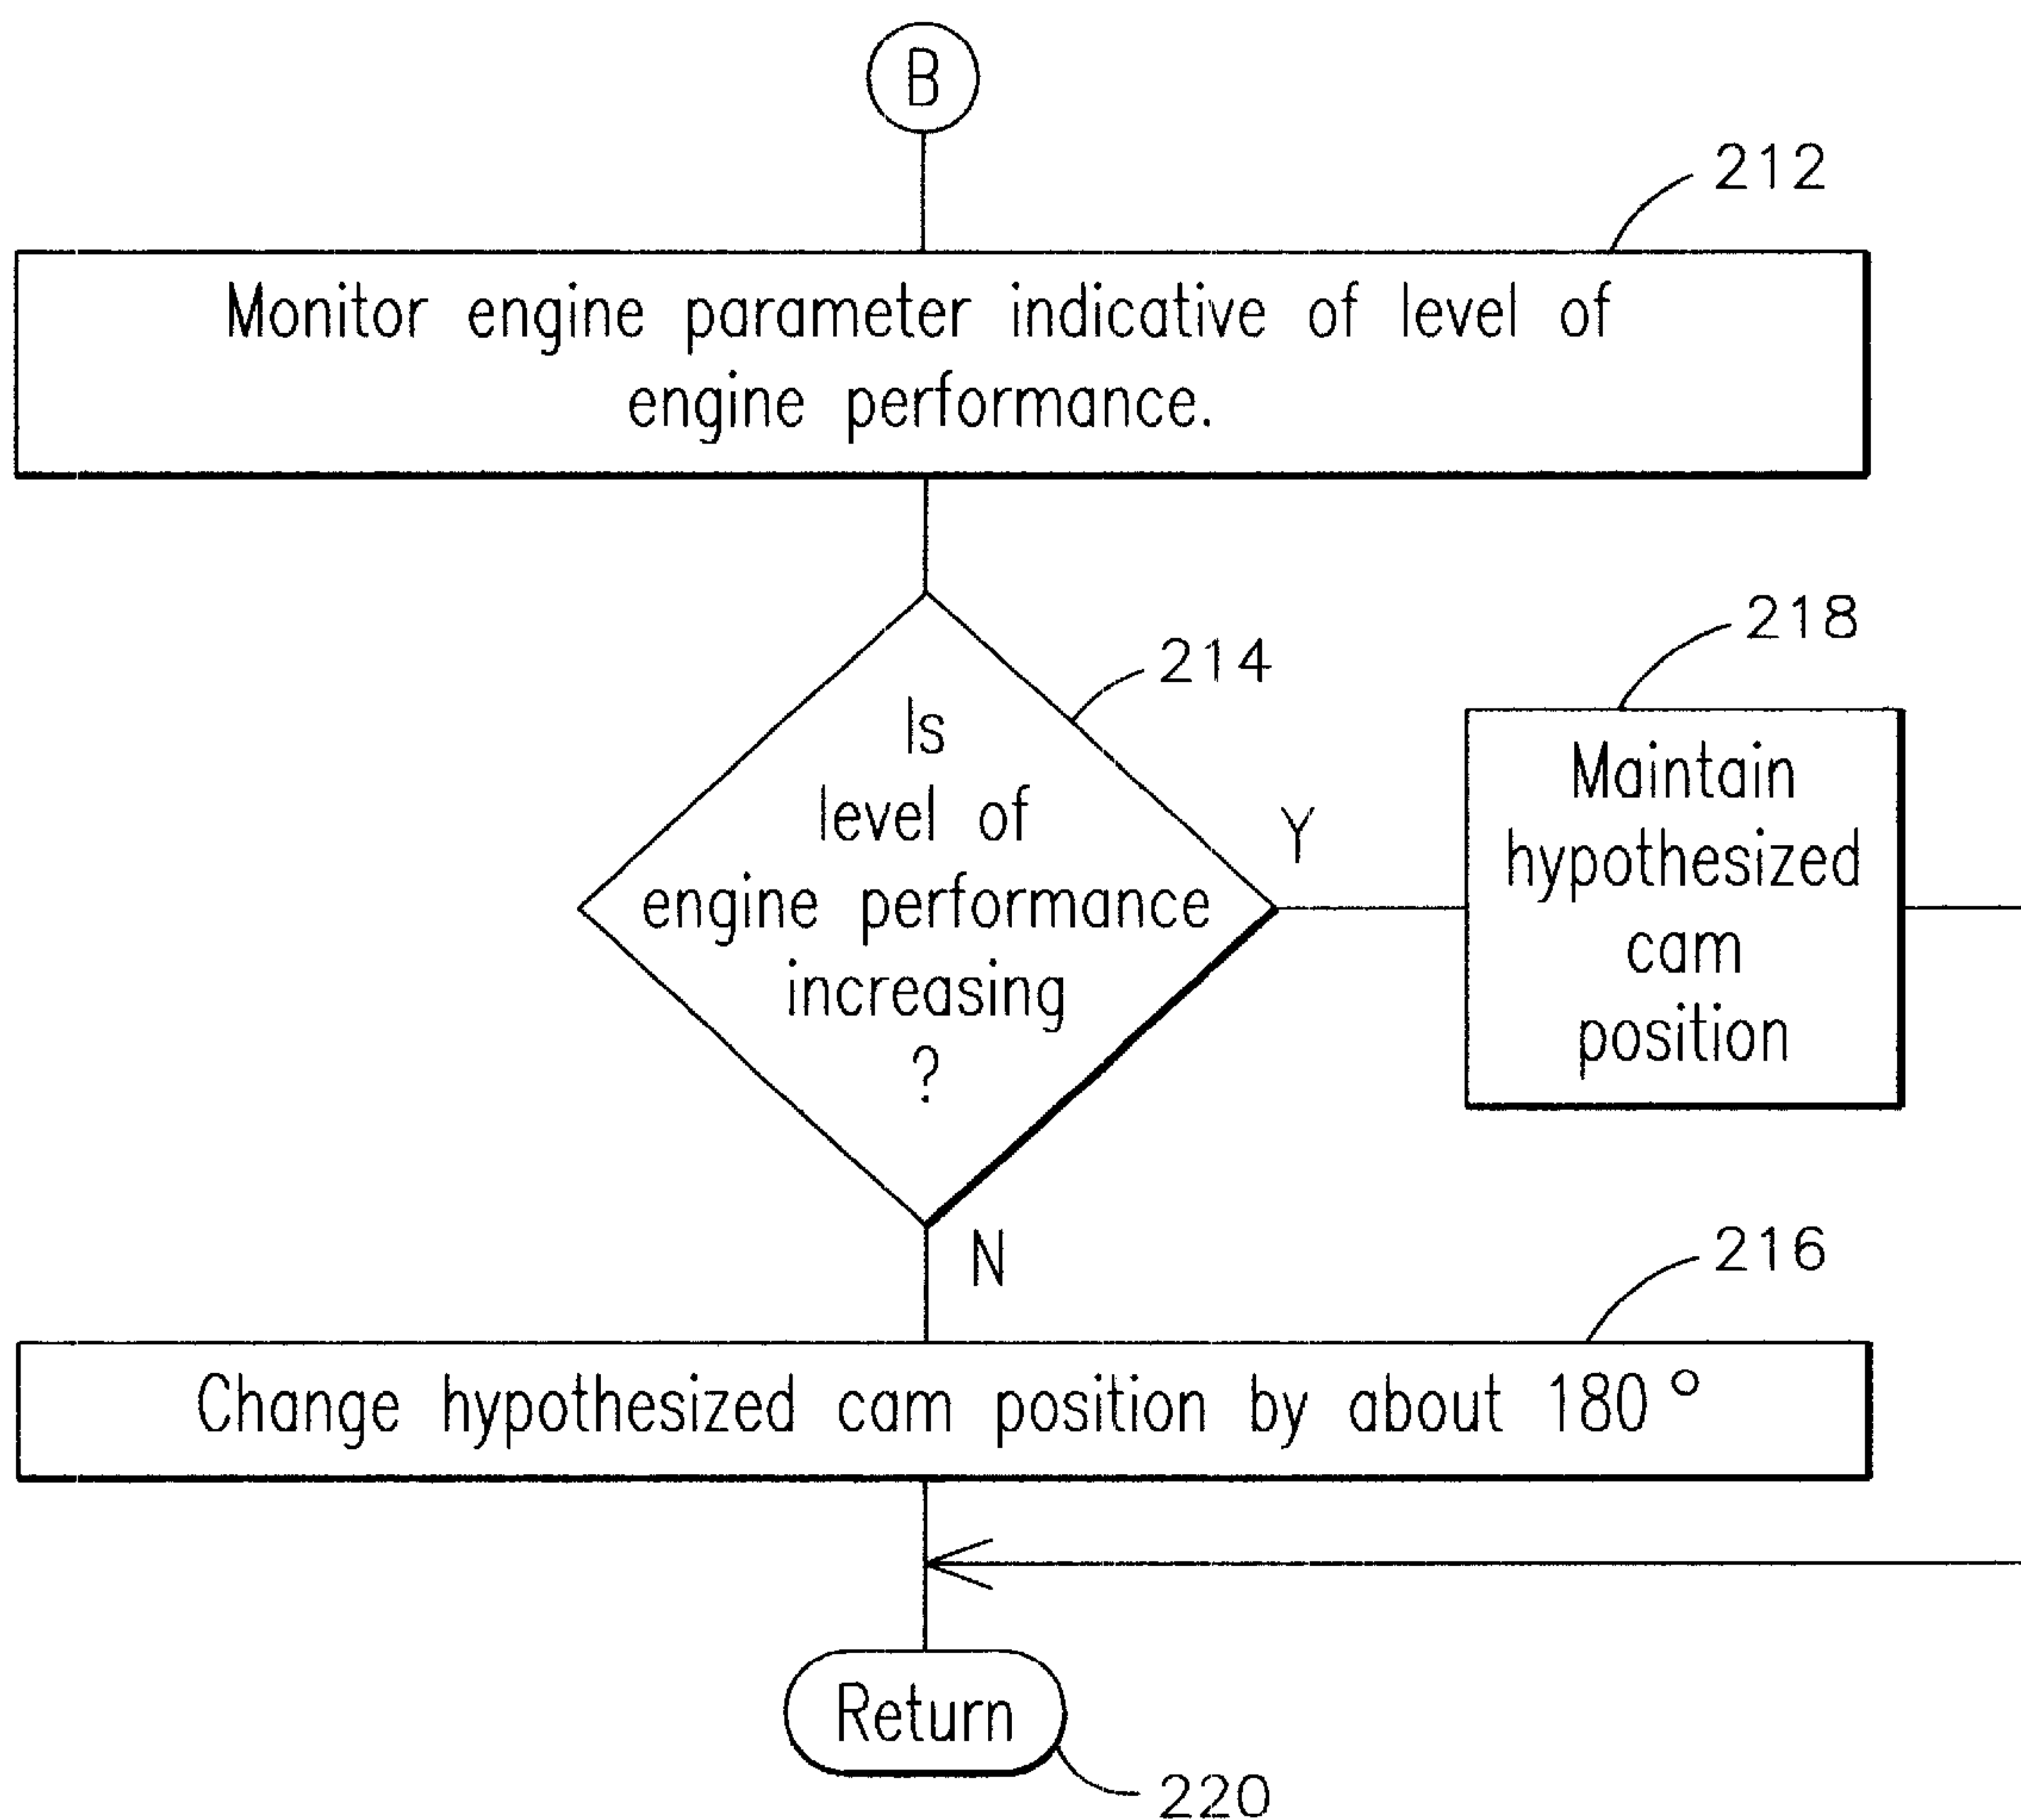 B
212
Monitor engine parameter indicative of level of
engine performance.
214
Is
level of
engine performance
increasing
?
Y
218
Maintain
hypothesized
cam
position
N
216
Change hypothesized cam position by about 180°
Return
220